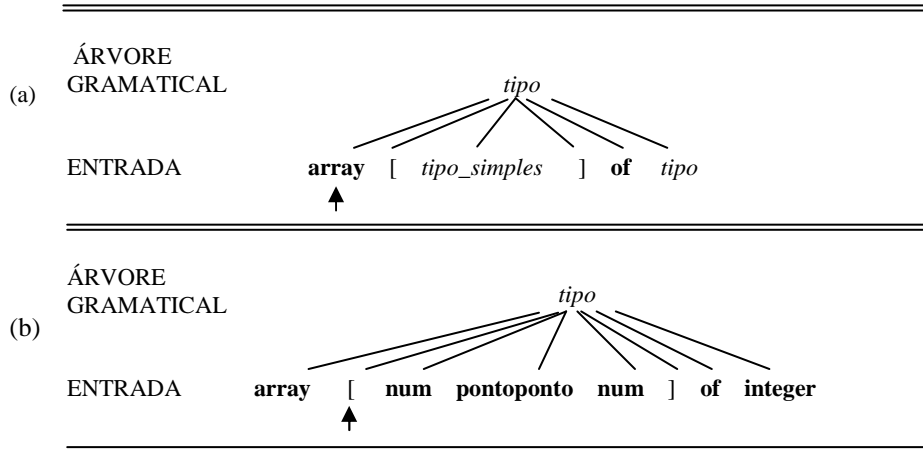 ÁRVORE
(a) GRAMATICAL tipo
ENTRADA array [ tipo_simples ] of tipo
ÁRVORE
GRAMATICAL tipo
(b)
ENTRADA array [ num pontoponto num ] of integer